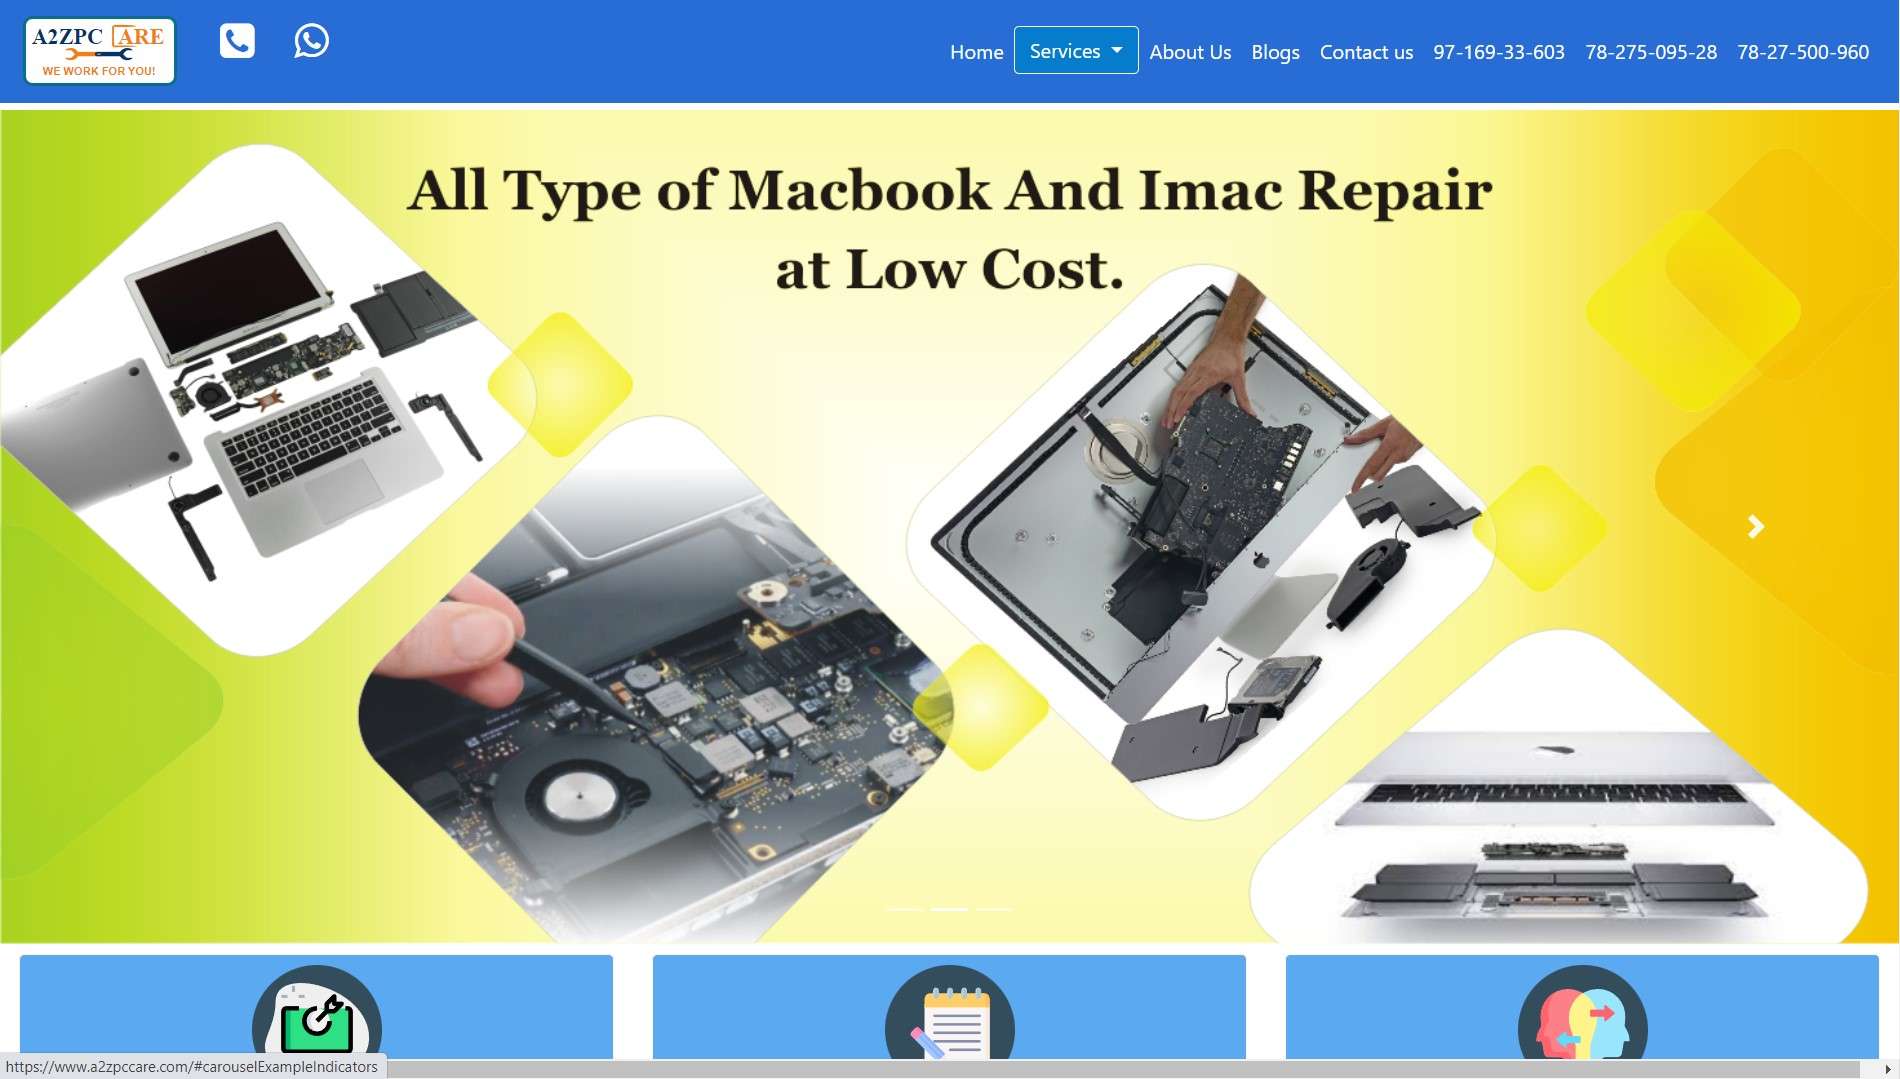 A2ZPC CARE
WE WORK FOR YOU!
Home
Services
About Us
Blogs
Contact us
97-169-33-603
78-275-095-28
78-27-500-960
All Type of Macbook And Imac Repair
at Low Cost.
https://www.a2zpccare.com/#carouselExampleIndicators